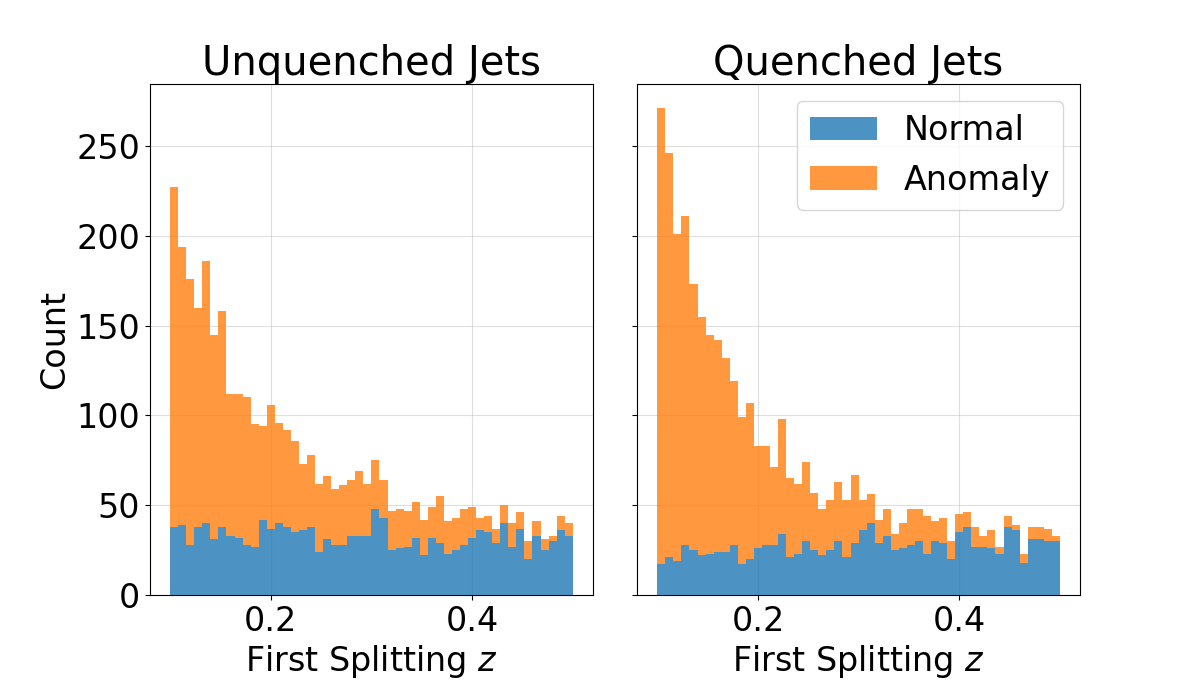 Unquenched Jets
Quenched Jets
Normal
Anomaly
Count
250
200
150
100
50
0
0.2
0.4
0.2
0.4
First Splitting z
First Splitting z